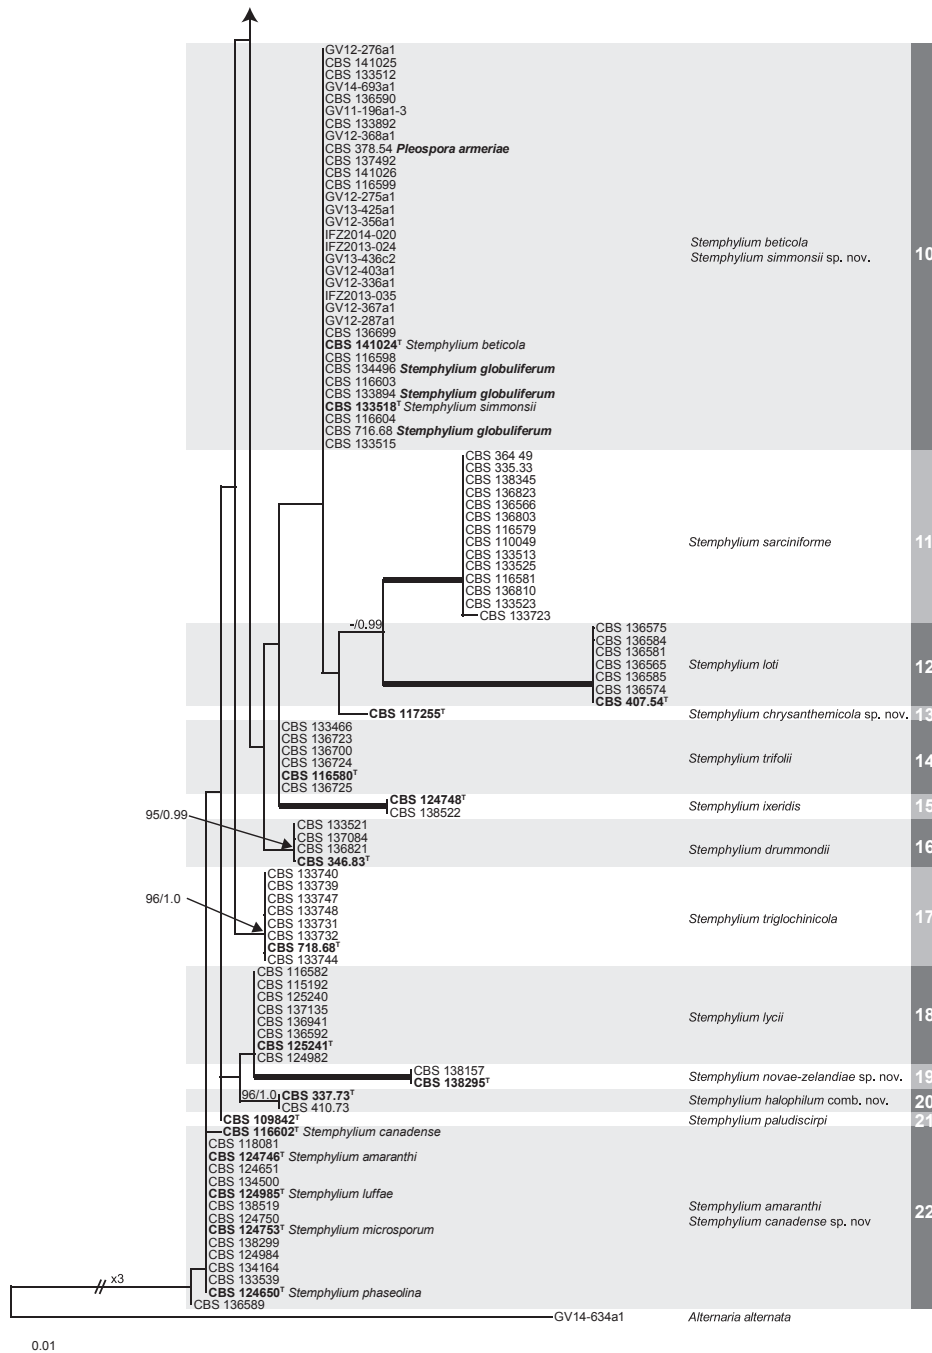 GV12-276a1
CBS 141025
CBS 133512
GV14-693a1
CBS 136590
GV11-196a1-3
CBS 133892
GV12-368a1
CBS 378.54 Pleospora armeriae
CBS 137492
CBS 141026
CBS 116599
GV12-275a1
GV13-425a1
GV12-356a1
IFZ2014-020
IFZ2013-024
GV13-436c2
GV12-403a1
GV12-336a1
IFZ2013-035
GV12-367a1
GV12-287a1
CBS 136699
CBS 141024ᵀ Stemphylium beticola
CBS 116598
CBS 134496 Stemphylium globuliferum
CBS 116603
CBS 133894 Stemphylium globuliferum
CBS 133518ᵀ Stemphylium simmonsii
CBS 116604
CBS 716.68 Stemphylium globuliferum
CBS 133515
Stemphylium beticola
Stemphylium simmonsii sp. nov.
10
CBS 364 49
CBS 335.33
CBS 138345
CBS 136823
CBS 136566
CBS 136803
CBS 116579
CBS 110049
CBS 133513
CBS 133525
CBS 116581
CBS 136810
CBS 133523
CBS 133723
Stemphylium sarciniforme
11
-/0.99
CBS 136575
CBS 136584
CBS 136581
CBS 136565
CBS 136585
CBS 136574
CBS 407.54ᵀ
Stemphylium loti
12
CBS 117255ᵀ
Stemphylium chrysanthemicola sp. nov.
13
CBS 133466
CBS 136723
CBS 136700
CBS 136724
CBS 116580ᵀ
CBS 136725
Stemphylium trifolii
14
CBS 124748ᵀ
CBS 138522
Stemphylium ixeridis
15
95/0.99
CBS 133521
CBS 137084
CBS 136821
CBS 346.83ᵀ
Stemphylium drummondii
16
96/1.0
CBS 133740
CBS 133739
CBS 133747
CBS 133748
CBS 133731
CBS 133732
CBS 718.68ᵀ
CBS 133744
Stemphylium triglochinicola
17
CBS 116582
CBS 115192
CBS 125240
CBS 137135
CBS 136941
CBS 136592
CBS 125241ᵀ
CBS 124982
Stemphylium lycii
18
CBS 138157
CBS 138295ᵀ
Stemphylium novae-zelandiae sp. nov.
19
96/1.0
CBS 337.73ᵀ
CBS 410.73
Stemphylium halophilum comb. nov.
20
CBS 109842ᵀ
Stemphylium paludiscirpi
21
CBS 116602ᵀ Stemphylium canadense
CBS 118081
CBS 124746ᵀ Stemphylium amaranthi
CBS 124651
CBS 134500
CBS 124985ᵀ Stemphylium luffae
CBS 138519
CBS 124750
CBS 124753ᵀ Stemphylium microsporum
CBS 138299
CBS 124984
CBS 134164
CBS 133539
CBS 124650ᵀ Stemphylium phaseolina
CBS 136589
Stemphylium amaranthi
Stemphylium canadense sp. nov
22
x3
GV14-634a1
Alternaria alternata
0.01